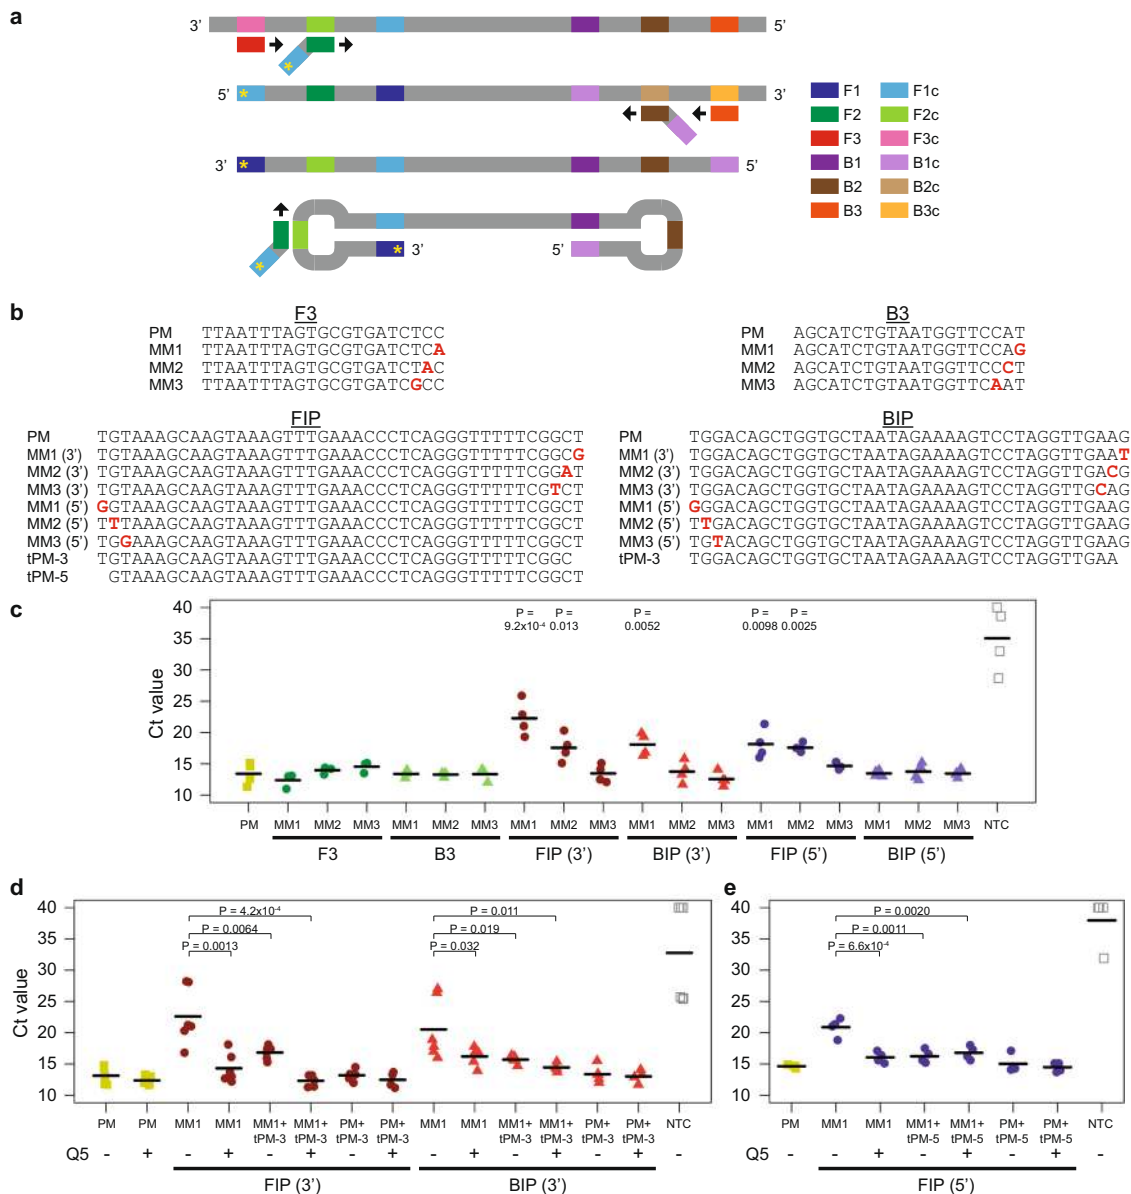 a
3' 5'
5' 3'
3' 5'
3' 5'
F1 F1c
F2 F2c
F3 F3c
B1 B1c
B2 B2c
B3 B3c
b
F3
PM TTAATTTAGTGCGTGATCTCC
MM1 TTAATTTAGTGCGTGATCTCA
MM2 TTAATTTAGTGCGTGATCTAC
MM3 TTAATTTAGTGCGTGATCGCC
B3
PM AGCATCTGTAATGGTTCCAT
MM1 AGCATCTGTAATGGTTCCAG
MM2 AGCATCTGTAATGGTTCCCT
MM3 AGCATCTGTAATGGTTCAAT
FIP
PM TGTAAAGCAAGTAAAGTTTGAAACCCTCAGGGTTTTTCGGCT
MM1 (3') TGTAAAGCAAGTAAAGTTTGAAACCCTCAGGGTTTTTCGGCG
MM2 (3') TGTAAAGCAAGTAAAGTTTGAAACCCTCAGGGTTTTTCGGAT
MM3 (3') TGTAAAGCAAGTAAAGTTTGAAACCCTCAGGGTTTTTCGTCT
MM1 (5') GGTAAAGCAAGTAAAGTTTGAAACCCTCAGGGTTTTTCGGCT
MM2 (5') TTTAAAGCAAGTAAAGTTTGAAACCCTCAGGGTTTTTCGGCT
MM3 (5') TGGAAAGCAAGTAAAGTTTGAAACCCTCAGGGTTTTTCGGCT
tPM-3 TGTAAAGCAAGTAAAGTTTGAAACCCTCAGGGTTTTTCGGC
tPM-5 GTAAAGCAAGTAAAGTTTGAAACCCTCAGGGTTTTTCGGCT
BIP
PM TGGACAGCTGGTGCTAATAGAAAAGTCCTAGGTTGAAG
MM1 (3') TGGACAGCTGGTGCTAATAGAAAAGTCCTAGGTTGAAT
MM2 (3') TGGACAGCTGGTGCTAATAGAAAAGTCCTAGGTTGACG
MM3 (3') TGGACAGCTGGTGCTAATAGAAAAGTCCTAGGTTGCAG
MM1 (5') GGGACAGCTGGTGCTAATAGAAAAGTCCTAGGTTGAAG
MM2 (5') TTGACAGCTGGTGCTAATAGAAAAGTCCTAGGTTGAAG
MM3 (5') TGTACAGCTGGTGCTAATAGAAAAGTCCTAGGTTGAAG
tPM-3 TGGACAGCTGGTGCTAATAGAAAAGTCCTAGGTTGAA
c
Ct value
40
35
30
25
20
15
10
P = 9.2x10⁻⁴
P = 0.013
P = 0.0052
P = 0.0098
P = 0.0025
PM MM1 MM2 MM3 MM1 MM2 MM3 MM1 MM2 MM3 MM1 MM2 MM3 MM1 MM2 MM3 MM1 MM2 MM3 NTC
F3 B3 FIP (3') BIP (3') FIP (5') BIP (5')
d
Ct value
40
35
30
25
20
15
10
P = 4.2x10⁻⁴
P = 0.0064
P = 0.0013
P = 0.011
P = 0.019
P = 0.032
PM PM MM1 MM1 MM1+ tPM-3 MM1+ tPM-3 PM+ tPM-3 PM+ tPM-3 MM1 MM1 MM1+ tPM-3 MM1+ tPM-3 PM+ tPM-3 PM+ tPM-3 NTC
Q5 - + - + - + - + - + - + - + -
FIP (3') BIP (3')
e
40
35
30
25
20
15
10
P = 0.0020
P = 0.0011
P = 6.6x10⁻⁴
PM MM1 MM1 MM1+ tPM-5 MM1+ tPM-5 PM+ tPM-5 PM+ tPM-5 NTC
- - + - + - + -
FIP (5')